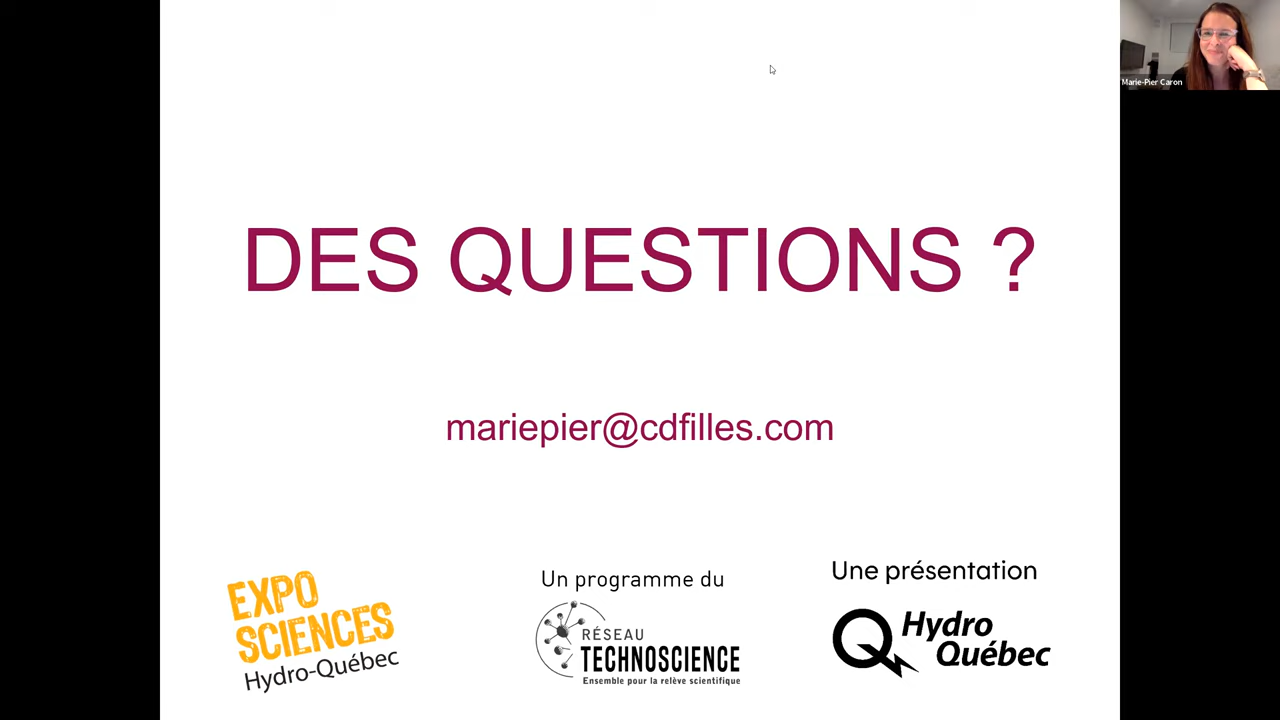 Marie-Pier Caron
DES QUESTIONS ?
mariepier@cdfilles.com
EXPO
SCIENCES
Hydro-Québec
Un programme du
RÉSEAU
TECHNOSCIENCE
Ensemble pour la relève scientifique
Une présentation
Hydro
Québec